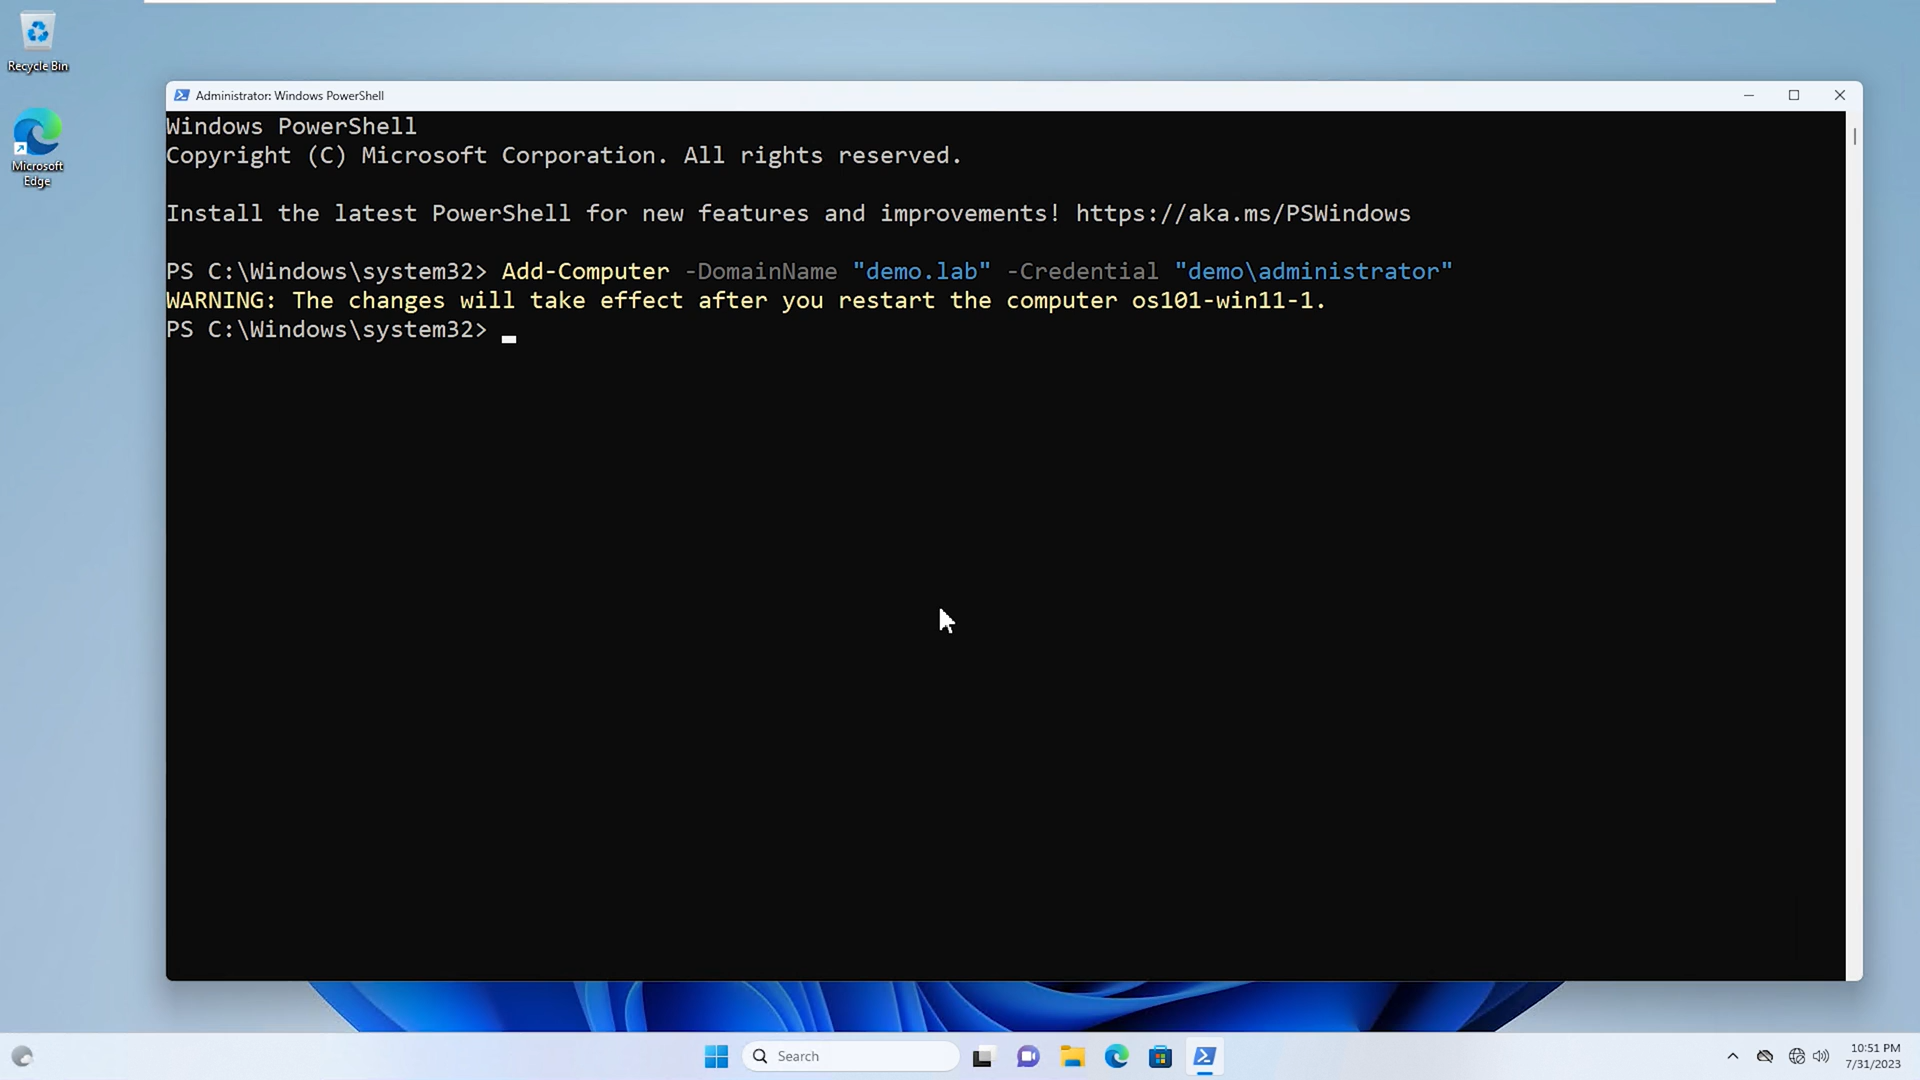 Recycle Bin
Microsoft
Edge
Administrator: Windows PowerShell
Windows PowerShell
Copyright (C) Microsoft Corporation. All rights reserved.
Install the latest PowerShell for new features and improvements! https://aka.ms/PSWindows
PS C:\Windows\system32> Add-Computer -DomainName "demo.lab" -Credential "demo\administrator"
WARNING: The changes will take effect after you restart the computer os101-win11-1.
PS C:\Windows\system32>
Search
10:51 PM
7/31/2023